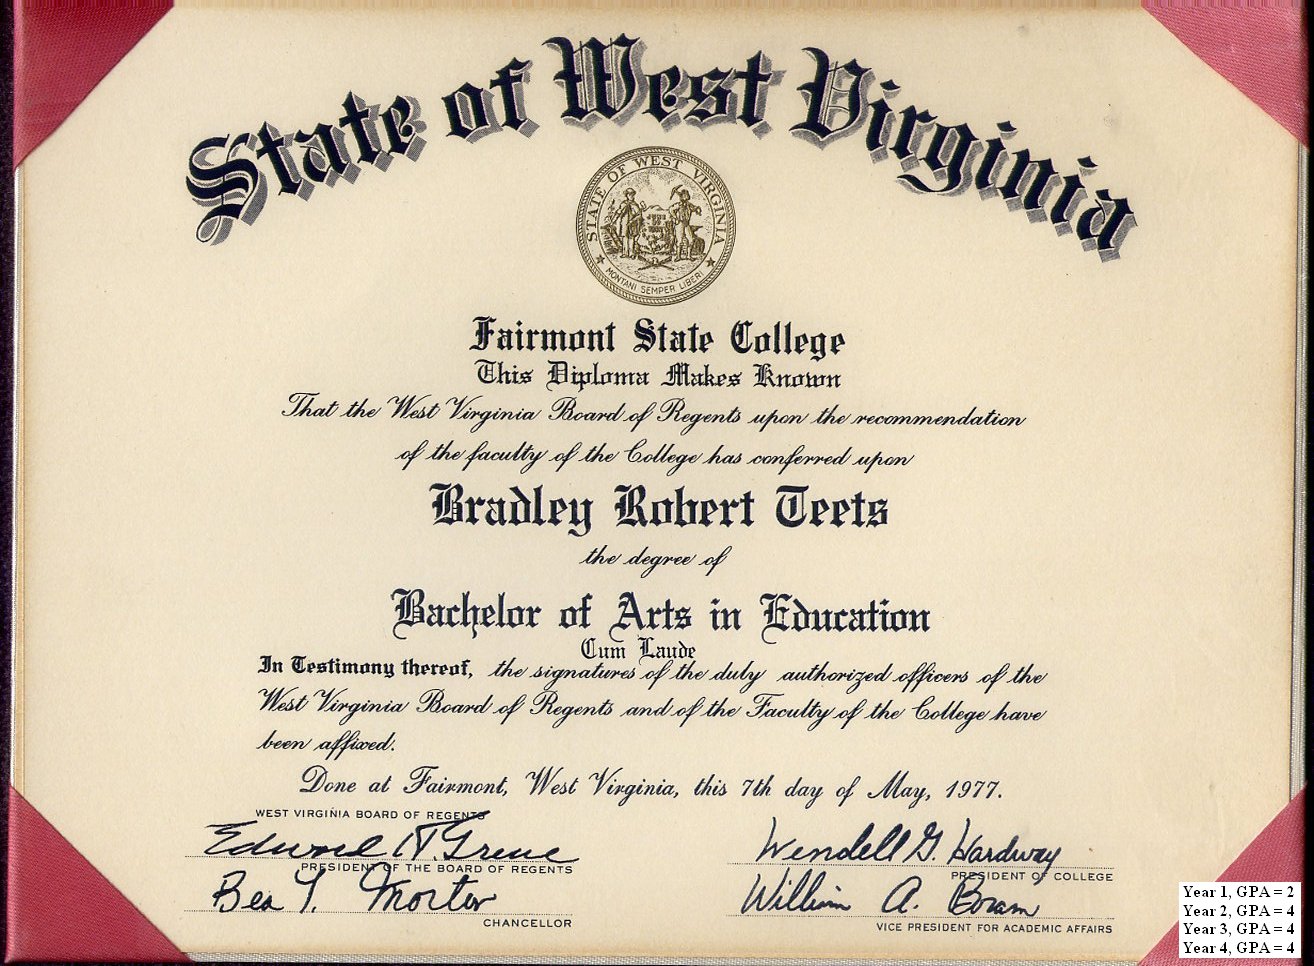 State of West Virginia
STATE OF WEST VIRGINIA
MONTANI SEMPER LIBERI
Fairmont State College
This Diploma Makes Known
That the West Virginia Board of Regents upon the recommendation
of the faculty of the College has conferred upon
Bradley Robert Teets
the degree of
Bachelor of Arts in Education
Cum Laude
In Testimony thereof, the signatures of the duly authorized officers of the
West Virginia Board of Regents and of the Faculty of the College have
been affixed.
Done at Fairmont, West Virginia, this 7th day of May, 1977.
WEST VIRGINIA BOARD OF REGENTS
Edward H. Greene
PRESIDENT OF THE BOARD OF REGENTS
Wendell G. Hardway
PRESIDENT OF COLLEGE
William A. Boram
CHANCELLOR
VICE PRESIDENT FOR ACADEMIC AFFAIRS
Year 1, GPA = 2
Year 2, GPA = 4
Year 3, GPA = 4
Year 4, GPA = 4